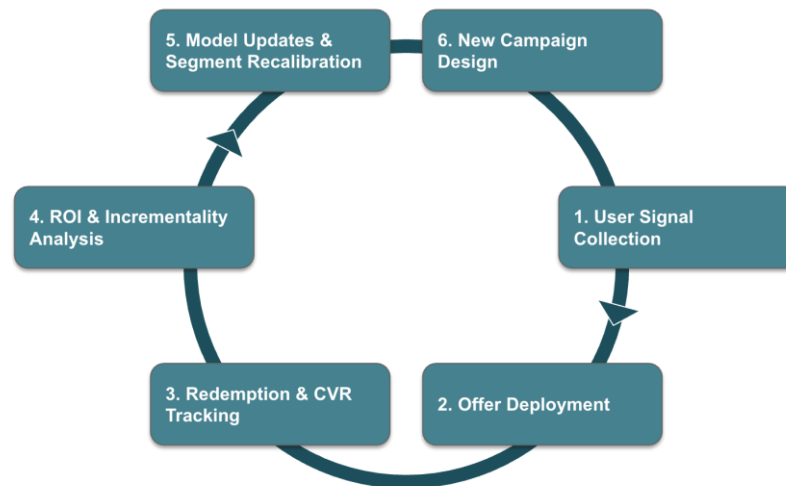 5. Model Updates &
Segment Recalibration
6. New Campaign
Design
4. ROI & Incrementality
Analysis
1. User Signal
Collection
3. Redemption & CVR
Tracking
2. Offer Deployment